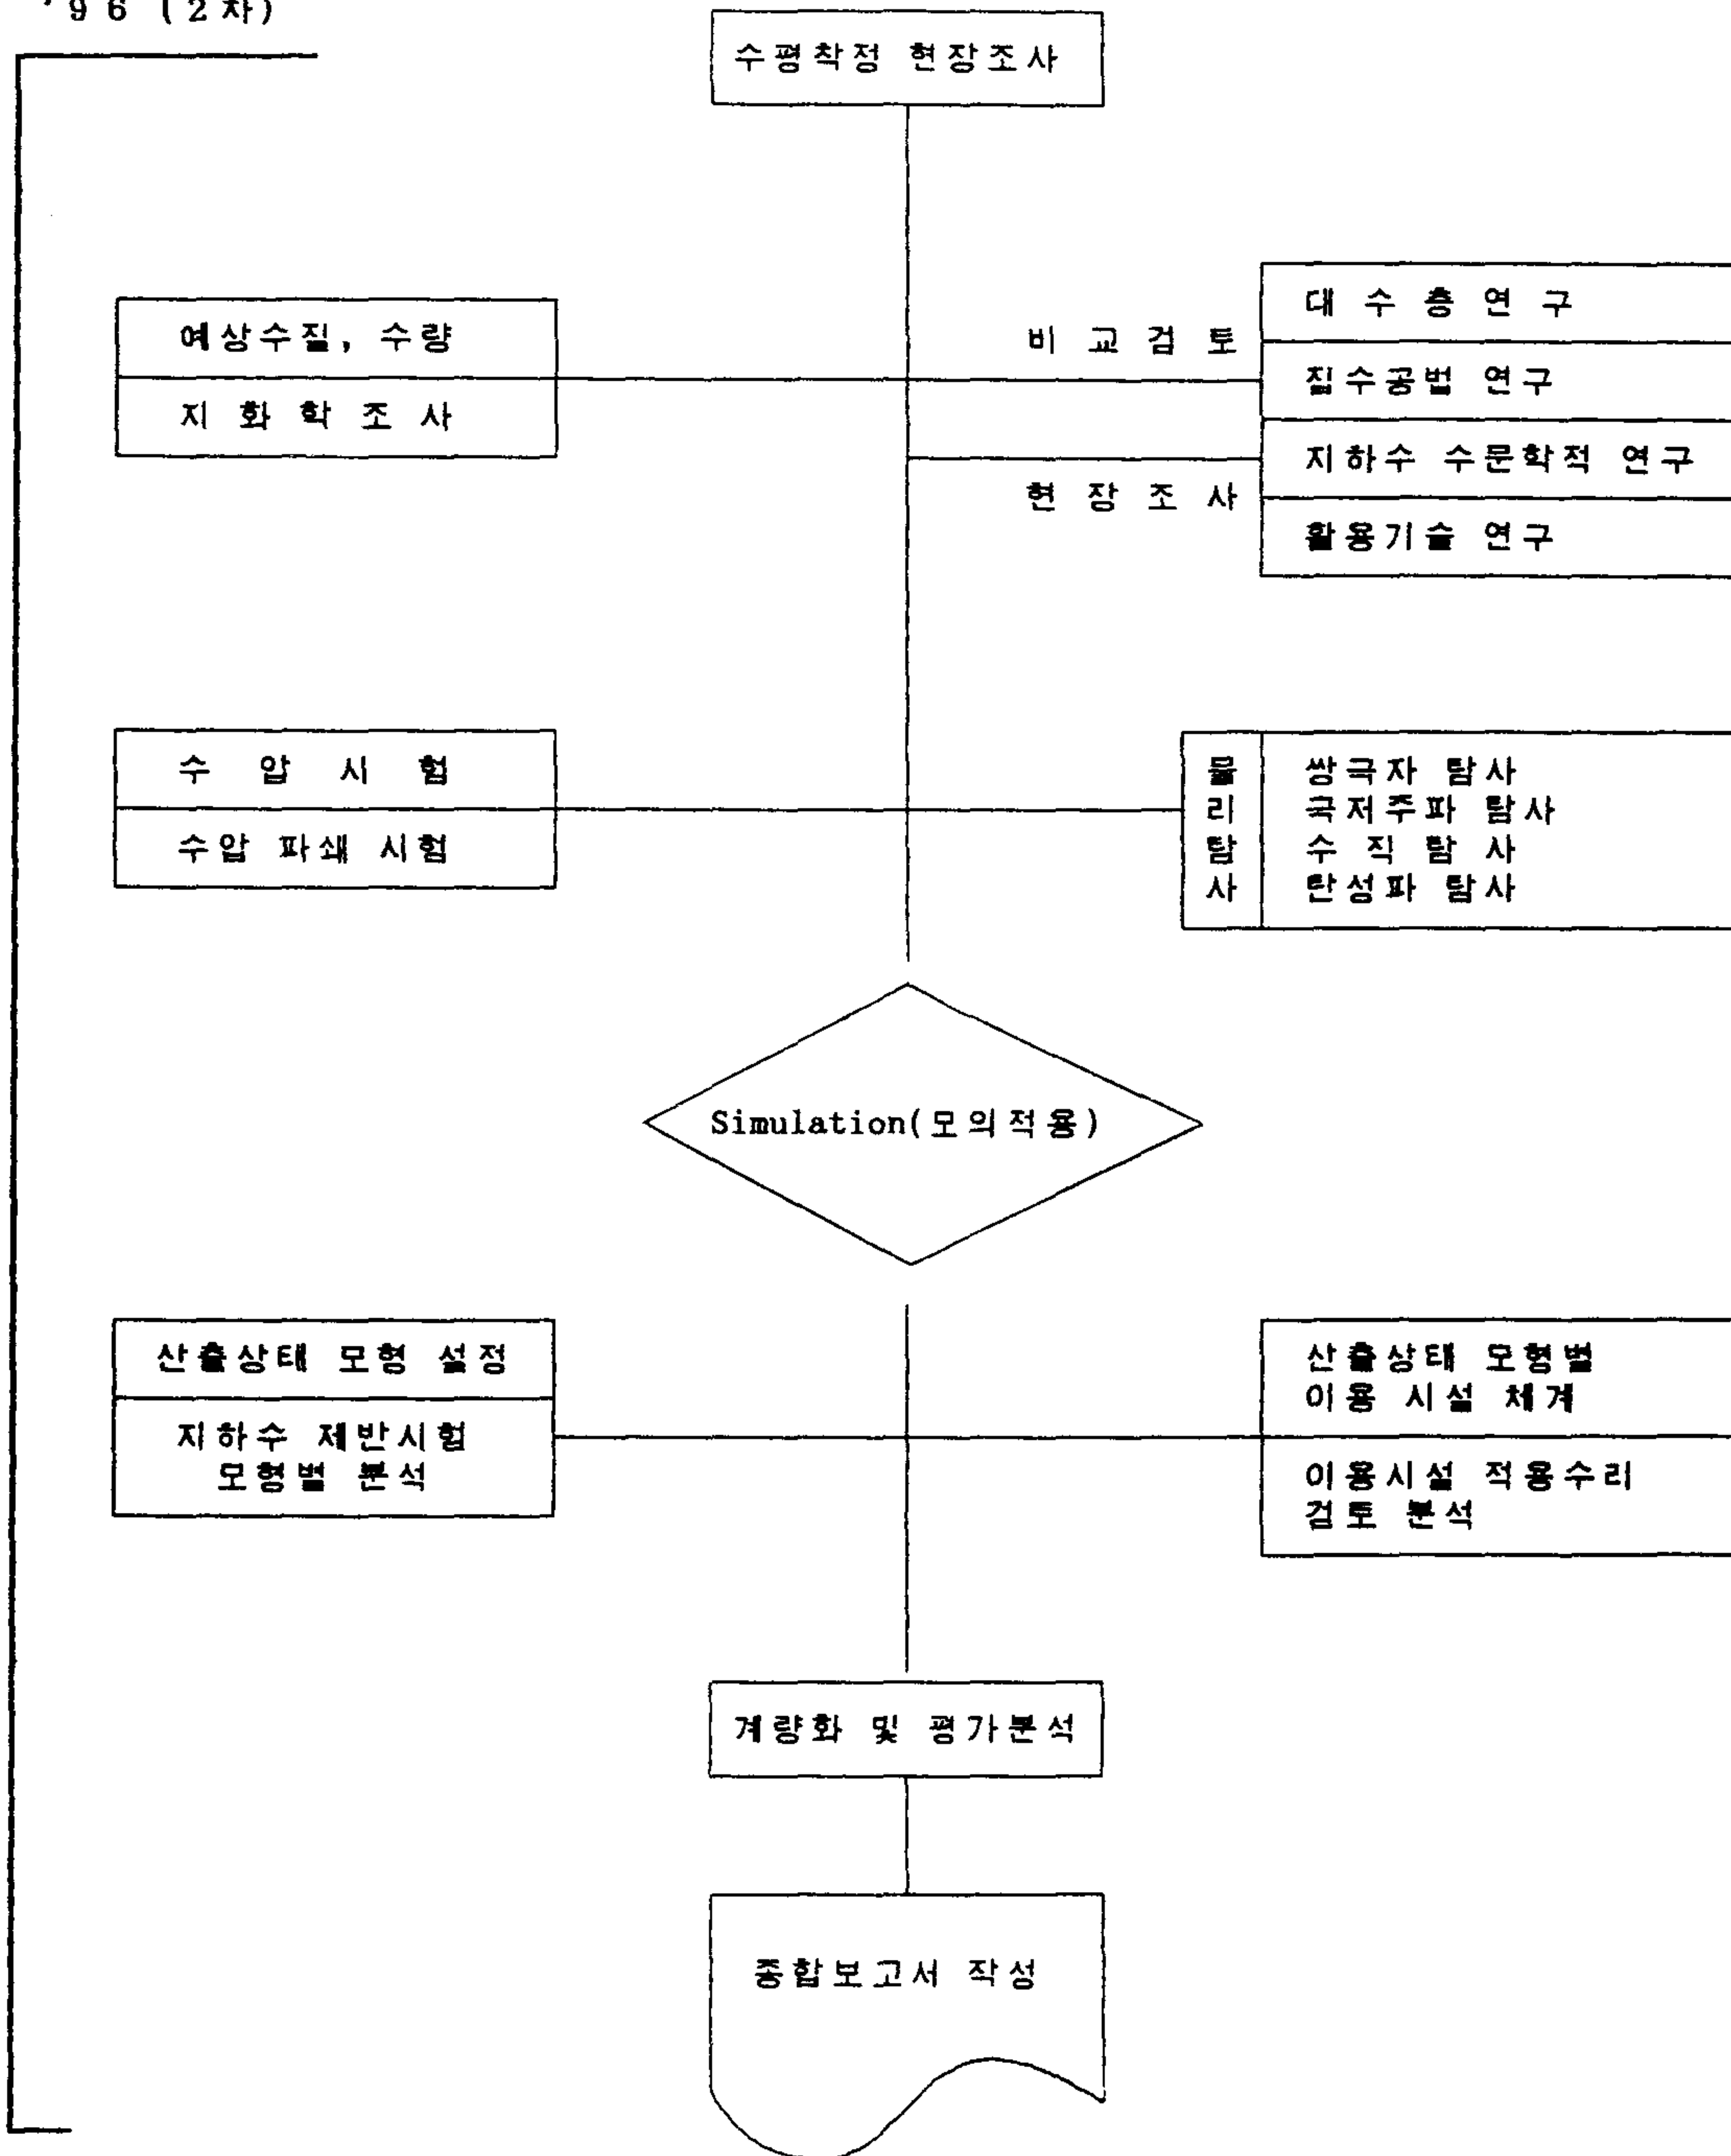 '96 (2차)
수평착정 현장조사
예상수질, 수량
지화학조사
비교검토
현장조사
대수층연구
집수공법 연구
지하수 수문학적 연구
활용기술 연구
수압시험
수압 파쇄 시험
물리탐사
쌍극자 탐사
국저주파 탐사
수직탐사
탄성파 탐사
Simulation(모의적용)
산출상태 모형 설정
지하수 제반시험
모형별 분석
산출상태 모형별
이용 시설 체계
이용시설 적용수리
검토 분석
계량화 및 평가분석
종합보고서 작성